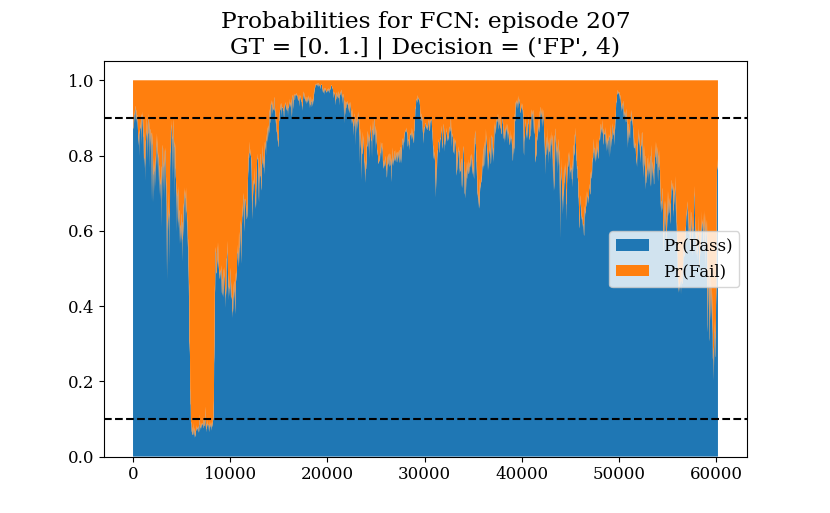 Probabilities for FCN: episode 207
GT = [0. 1.] | Decision = ('FP', 4)
1.0
0.8
0.6
0.4
0.2
0.0
Pr(Pass)
Pr(Fail)
0 10000 20000 30000 40000 50000 60000